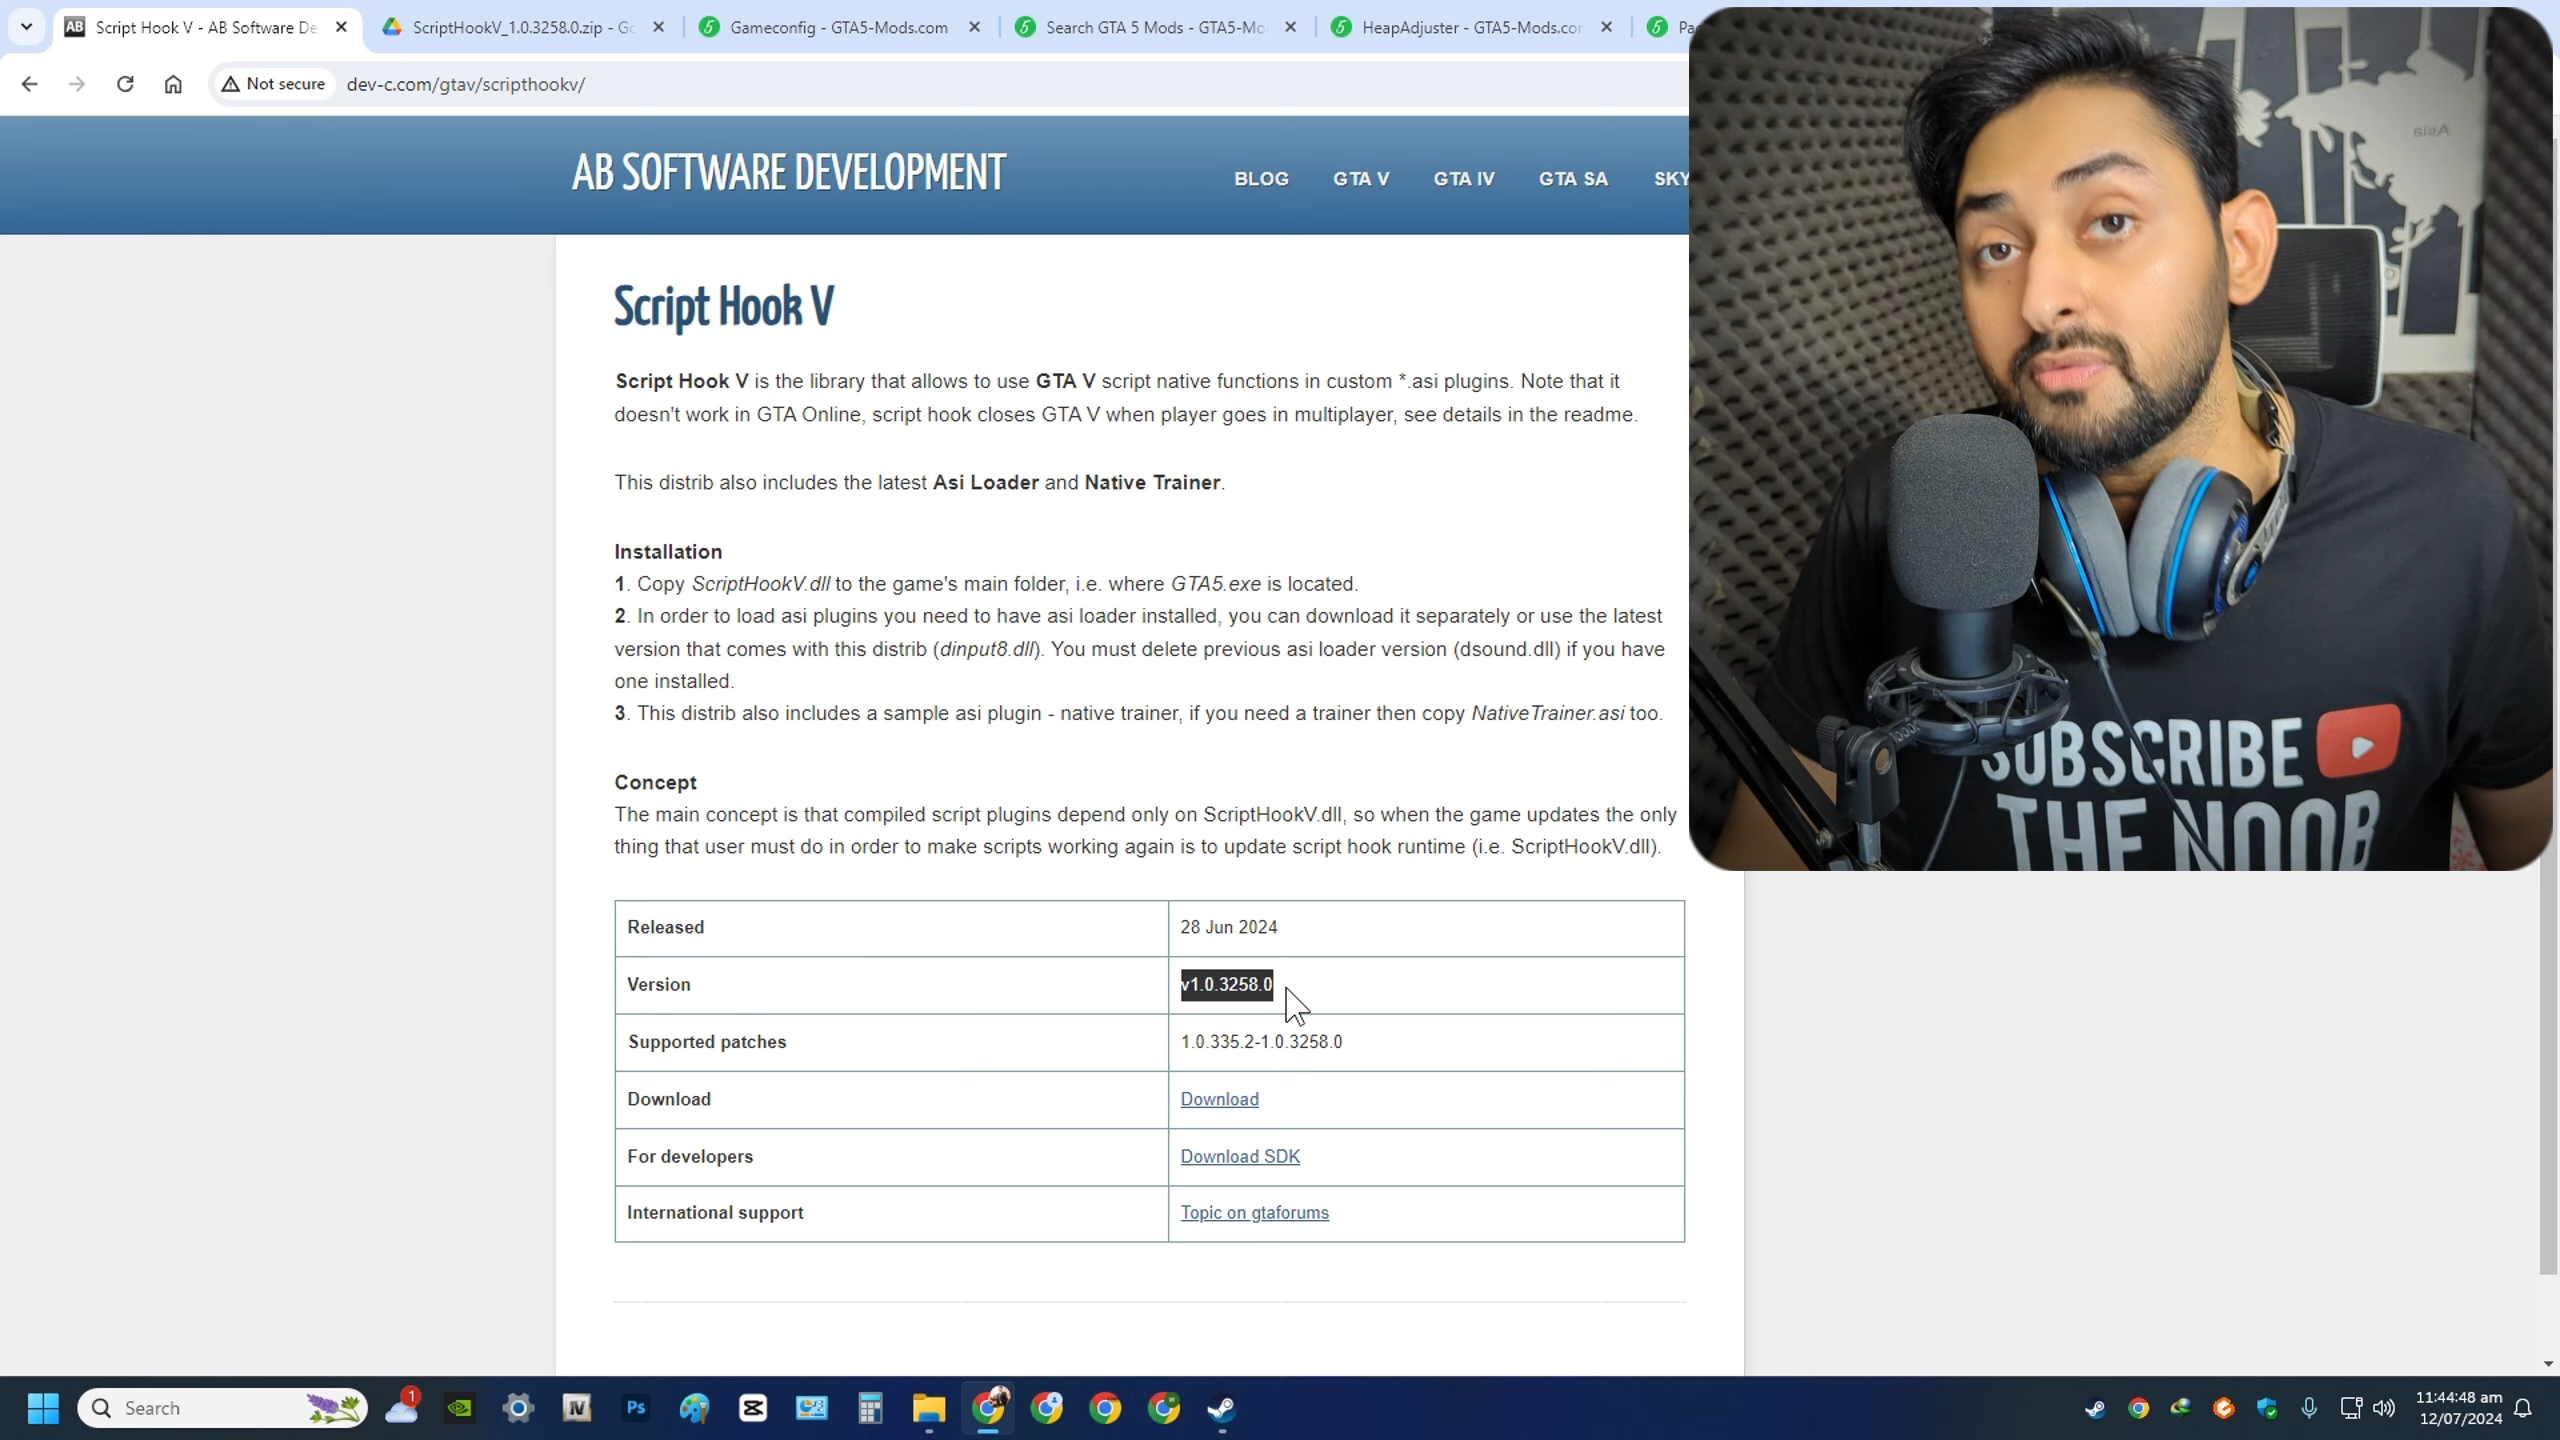 Script Hook V - AB Software De
ScriptHookV_1.0.3258.0.zip - Go
Gameconfig - GTA5-Mods.com
Search GTA 5 Mods - GTA5-Mo
HeapAdjuster - GTA5-Mods.com
Pa
Not secure
dev-c.com/gtav/scripthookv/
AB SOFTWARE DEVELOPMENT
BLOG
GTA V
GTA IV
GTA SA
SKY
Script Hook V
Script Hook V is the library that allows to use GTA V script native functions in custom *.asi plugins. Note that it
doesn't work in GTA Online, script hook closes GTA V when player goes in multiplayer, see details in the readme.
This distrib also includes the latest Asi Loader and Native Trainer.
Installation
1. Copy ScriptHookV.dll to the game's main folder, i.e. where GTA5.exe is located.
2. In order to load asi plugins you need to have asi loader installed, you can download it separately or use the latest
version that comes with this distrib (dinput8.dll). You must delete previous asi loader version (dsound.dll) if you have
one installed.
3. This distrib also includes a sample asi plugin - native trainer, if you need a trainer then copy NativeTrainer.asi too.
Concept
The main concept is that compiled script plugins depend only on ScriptHookV.dll, so when the game updates the only
thing that user must do in order to make scripts working again is to update script hook runtime (i.e. ScriptHookV.dll).
Released
28 Jun 2024
Version
v1.0.3258.0
Supported patches
1.0.335.2-1.0.3258.0
Download
Download
For developers
Download SDK
International support
Topic on gtaforums
Asia
SUBSCRIBE
THE NOOB
Search
1
IV
Ps
11:44:48 am
12/07/2024